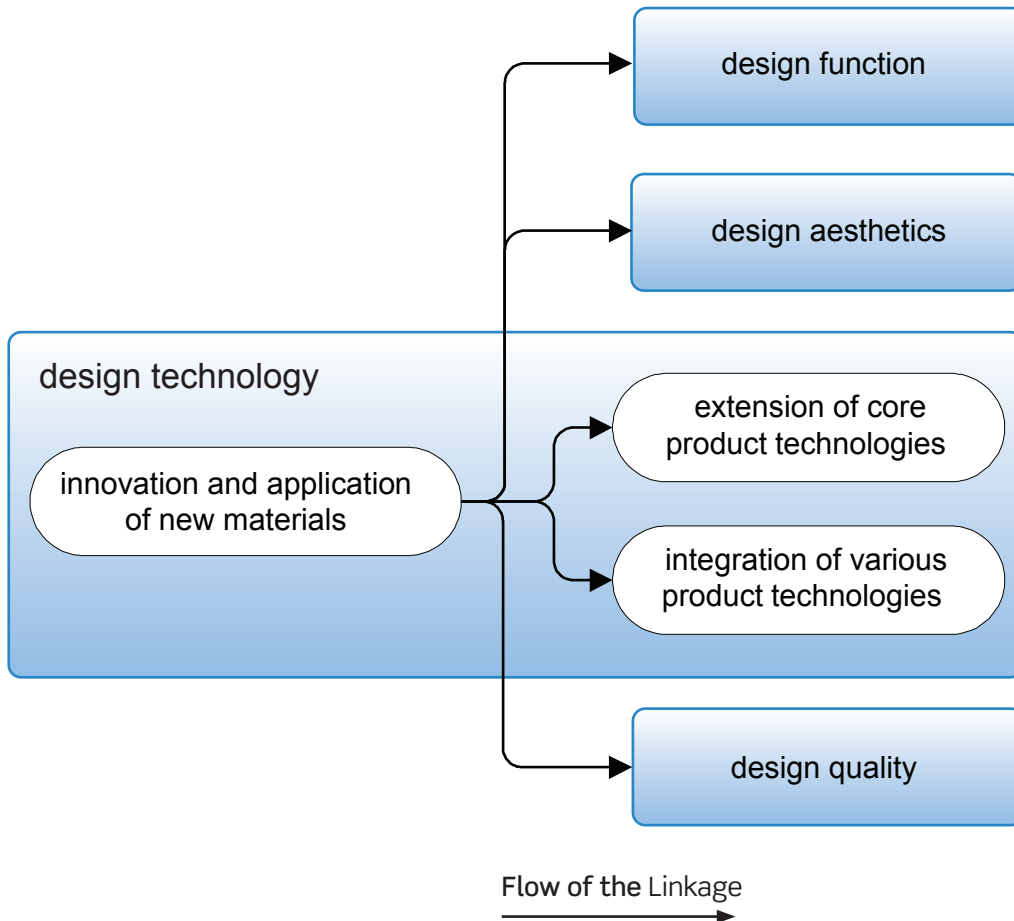 design function
design aesthetics
design technology
extension of core
product technologies
innovation and application
of new materials
integration of various
product technologies
design quality
Flow of the Linkage